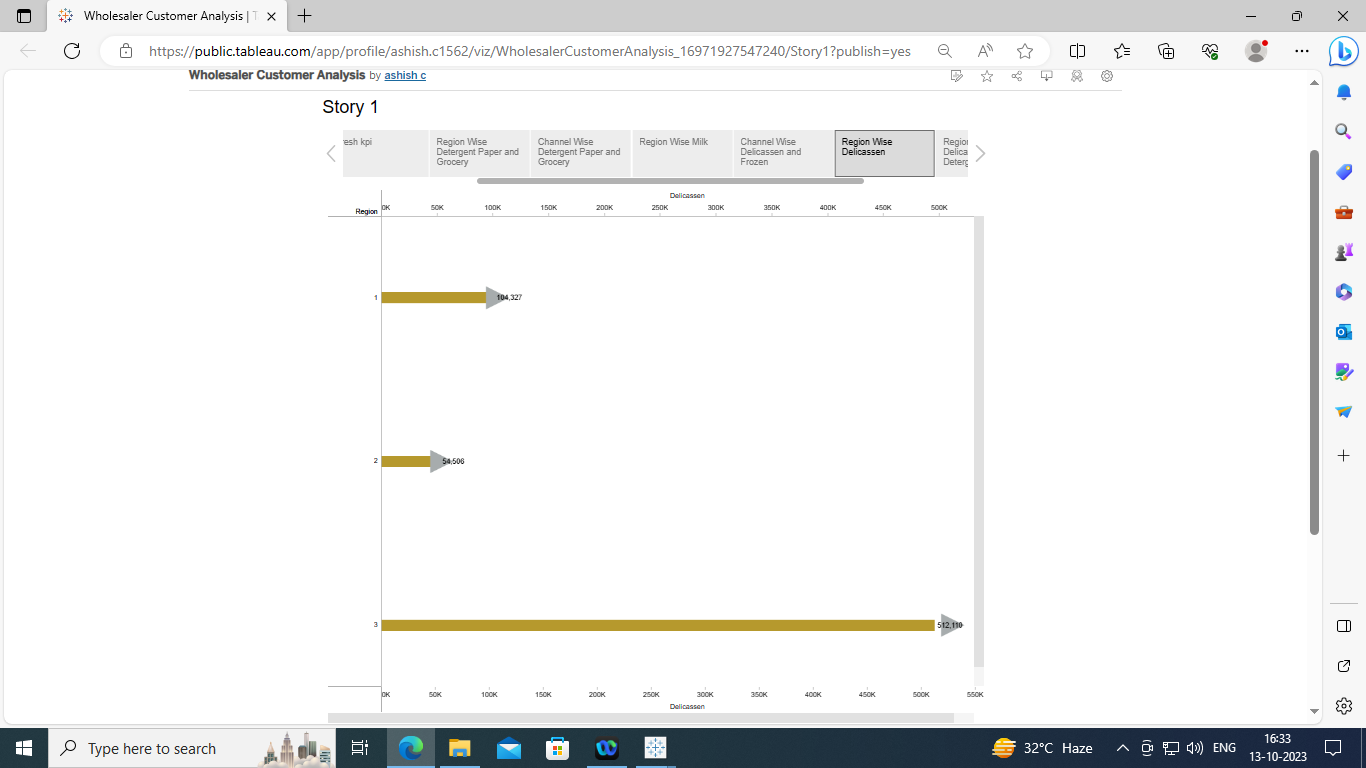 Wholesaler Customer Analysis | T
https://public.tableau.com/app/profile/ashish.c1562/viz/WholesalerCustomerAnalysis_16971927547240/Story1?publish=yes
Wholesaler Customer Analysis by ashish c
Story 1
resh kpi
Region Wise
Detergent Paper and
Grocery
Channel Wise
Detergent Paper and
Grocery
Region Wise Milk
Channel Wise
Delicassen and
Frozen
Region Wise
Delicassen
Region
Delica
Deterg
Delicassen
Region 0K 50K 100K 150K 200K 250K 300K 350K 400K 450K 500K
1 104,327
2 54,506
3 512,110
0K 50K 100K 150K 200K 250K 300K 350K 400K 450K 500K 550K
Delicassen
Type here to search
32°C Haze
ENG
16:33
13-10-2023